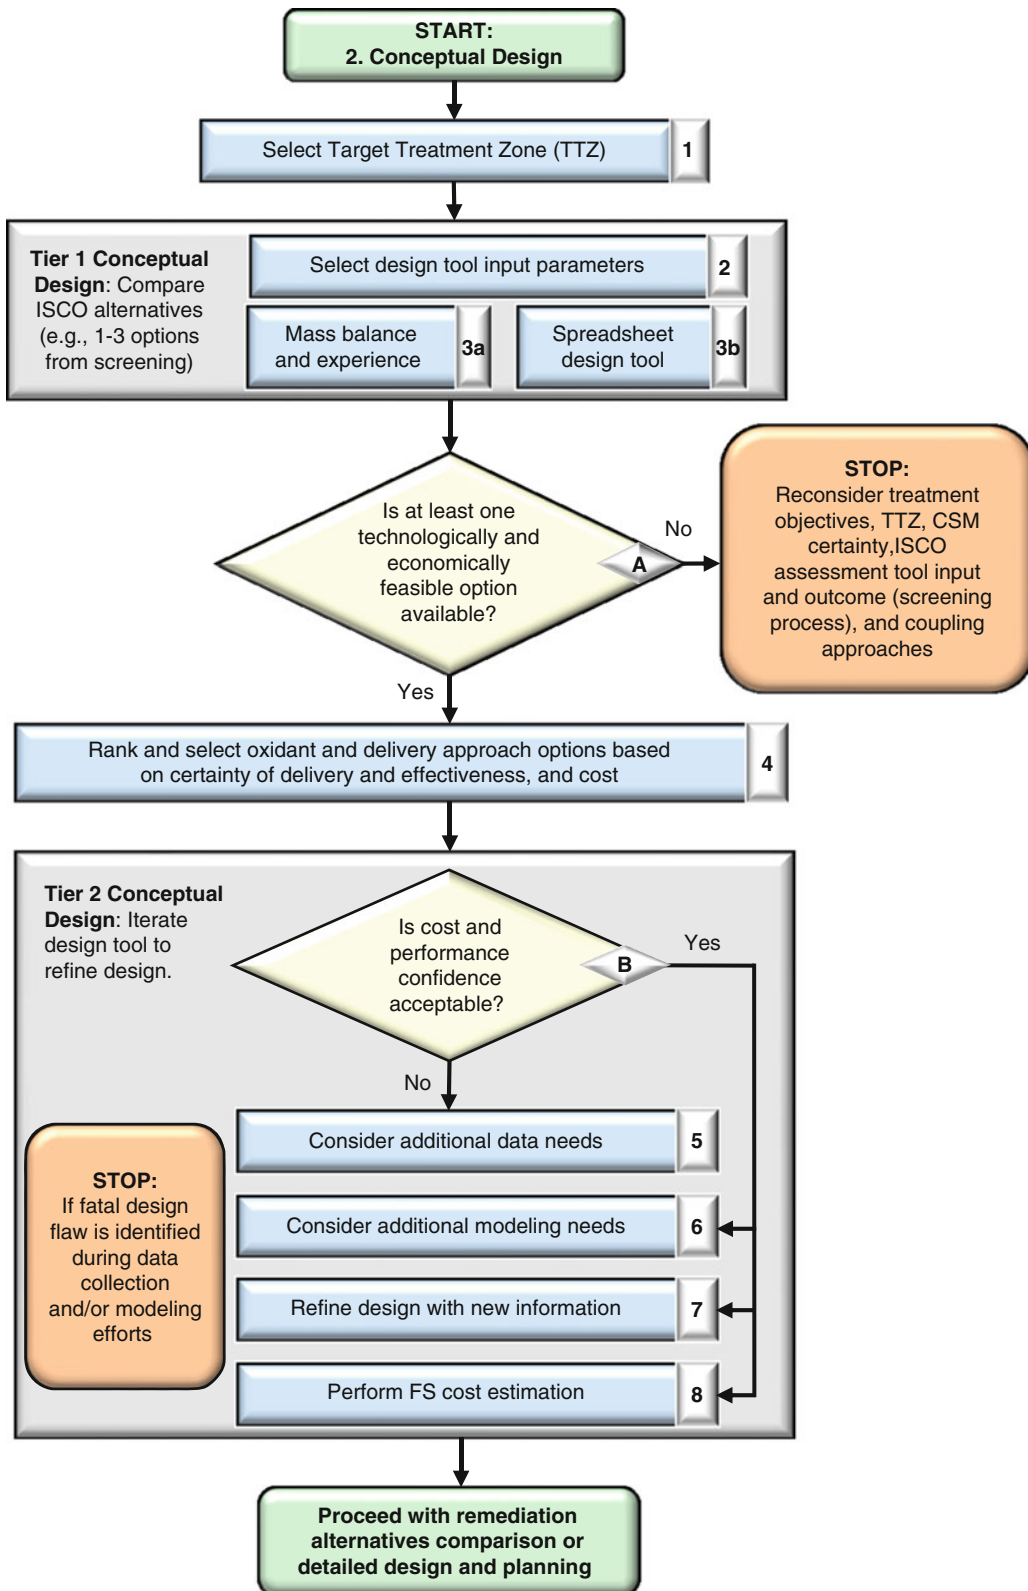 START:
2. Conceptual Design
Select Target Treatment Zone (TTZ)
1
Tier 1 Conceptual
Design: Compare
ISCO alternatives
(e.g., 1-3 options
from screening)
Select design tool input parameters
2
Mass balance
and experience
3a
Spreadsheet
design tool
3b
Is at least one
technologically and
economically
feasible option
available?
A
No
STOP:
Reconsider treatment
objectives, TTZ, CSM
certainty,ISCO
assessment tool input
and outcome (screening
process), and coupling
approaches
Yes
Rank and select oxidant and delivery approach options based
on certainty of delivery and effectiveness, and cost
4
Tier 2 Conceptual
Design: Iterate
design tool to
refine design.
Is cost and
performance
confidence
acceptable?
B
Yes
No
STOP:
If fatal design
flaw is identified
during data
collection
and/or modeling
efforts
Consider additional data needs
5
Consider additional modeling needs
6
Refine design with new information
7
Perform FS cost estimation
8
Proceed with remediation
alternatives comparison or
detailed design and planning